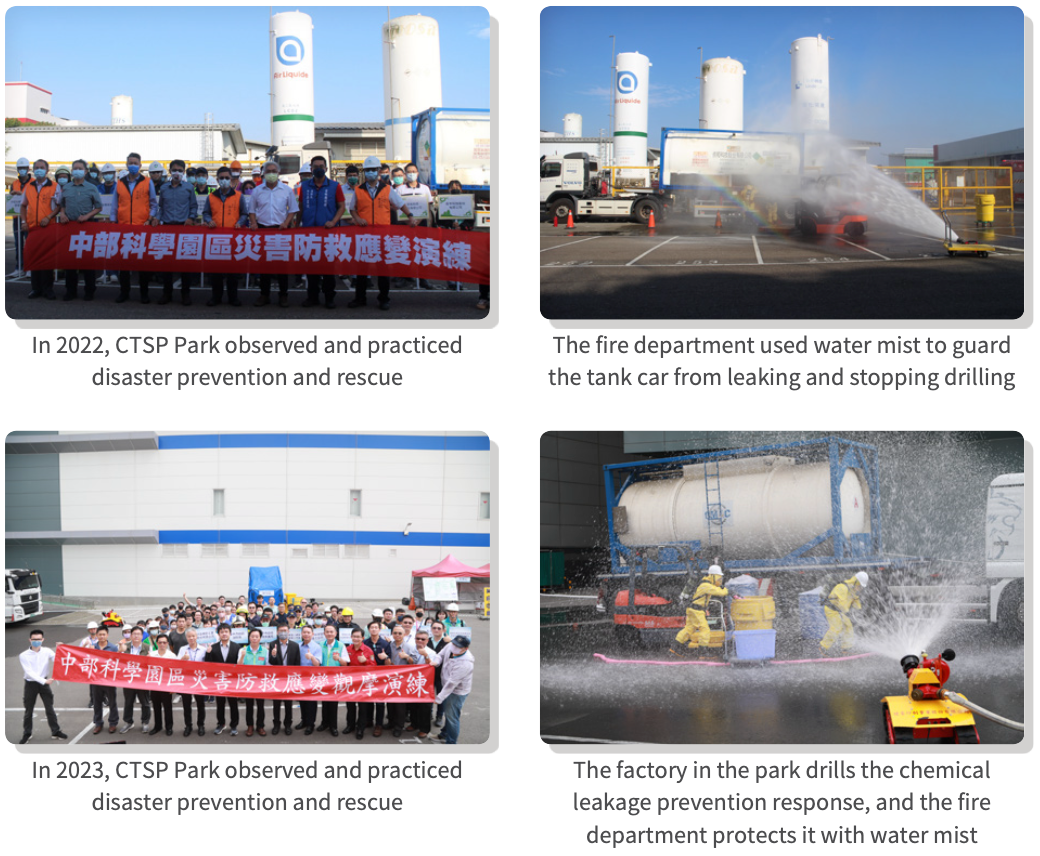 Air Liquide
中部科學園區災害防救應變演練
Air Liquide
252
253
254
In 2022, CTSP Park observed and practiced
disaster prevention and rescue
The fire department used water mist to guard
the tank car from leaking and stopping drilling
中部科學園區災害防救應變觀摩演練
In 2023, CTSP Park observed and practiced
disaster prevention and rescue
The factory in the park drills the chemical
leakage prevention response, and the fire
department protects it with water mist